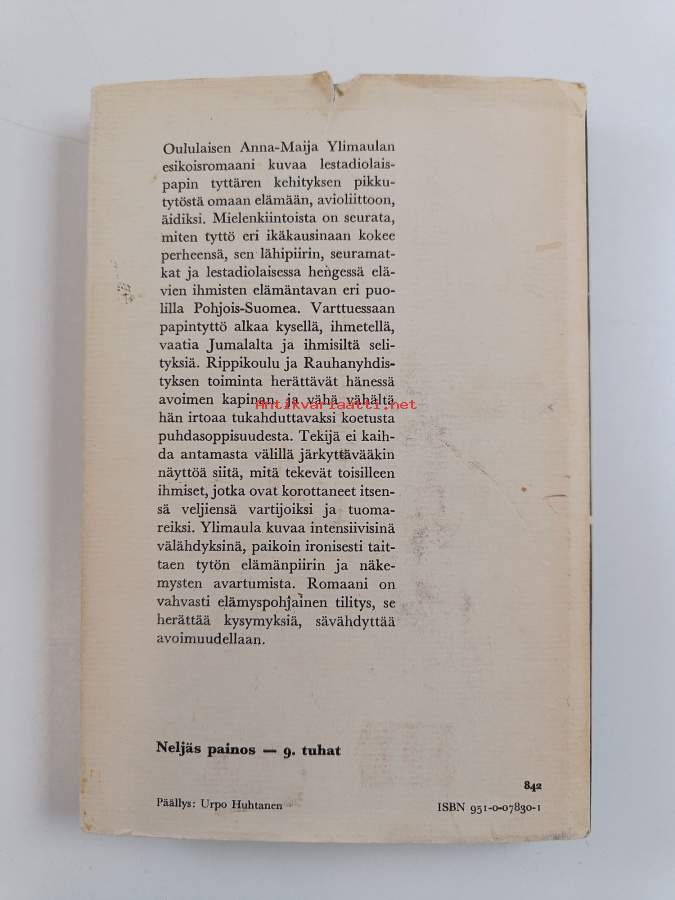 Oululaisen Anna-Maija Ylimaulan
esikoisromaani kuvaa lestadiolais-
papin tyttären kehityksen pikku-
tytöstä omaan elämään, avioliittoon,
äidiksi. Mielenkiintoista on seurata,
miten tyttö eri ikäkausinaan kokee
perheensä, sen lähipiirin, seuramat-
kat ja lestadiolaisessa hengessä elä-
vien ihmisten elämäntavan eri puo-
lilla Pohjois-Suomea. Varttuessaan
papintyttö alkaa kysellä, ihmetellä,
vaatia Jumalalta ja ihmisiltä seli-
tyksiä. Rippikoulu ja Rauhanyhdis-
tyksen toiminta herättävät hänessä
avoimen kapinan, ja vähä vähältä
Antikvariaatti.net
hän irtoaa tukahduttavaksi koetusta
puhdasoppisuudesta. Tekijä ei kaih-
da antamasta välillä järkyttävääkin
näyttöä siitä, mitä tekevät toisilleen
ihmiset, jotka ovat korottaneet itsen-
sä veljiensä vartijoiksi ja tuoma-
reiksi. Ylimaula kuvaa intensiivisinä
välähdyksinä, paikoin ironisesti tait-
taen tytön elämänpiirin ja näke-
mysten avartumista. Romaani on
vahvasti elämyspohjainen tilitys, se
herättää kysymyksiä, sävähdyttää
avoimuudellaan.
Neljäs painos — 9. tuhat
842
Päällys: Urpo Huhtanen
ISBN 951-0-07830-1